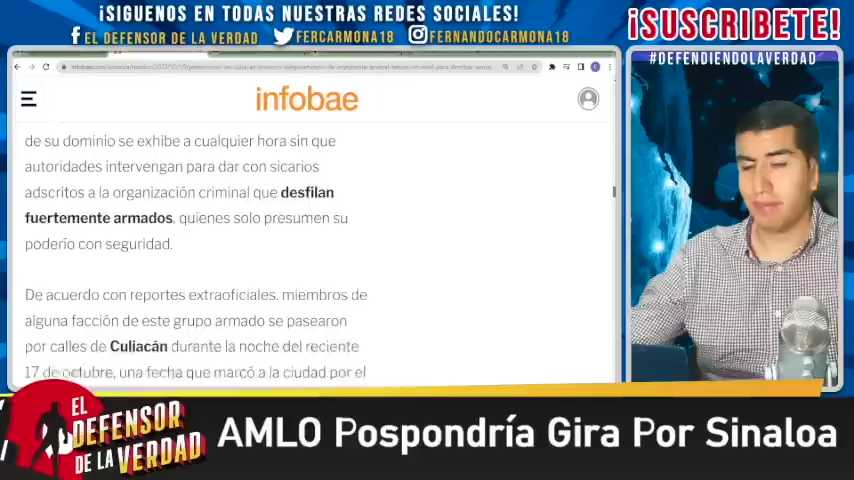 ¡SIGUENOS EN TODAS NUESTRAS REDES SOCIALES!
EL DEFENSOR DE LA VERDAD FERCARMONA18 FERNANDOCARMONA18
¡SUSCRIBETE!
#DEFENDIENDOLAVERDAD
infobae
de su dominio se exhibe a cualquier hora sin que
autoridades intervengan para dar con sicarios
adscritos a la organización criminal que desfilan
fuertemente armados, quienes solo presumen su
poderío con seguridad.
De acuerdo con reportes extraoficiales, miembros de
alguna facción de este grupo armado se pasearon
por calles de Culiacán durante la noche del reciente
17 de octubre, una fecha que marcó a la ciudad por el
EL
DEFENSOR
DE LA VERDAD
AMLO Pospondría Gira Por Sinaloa